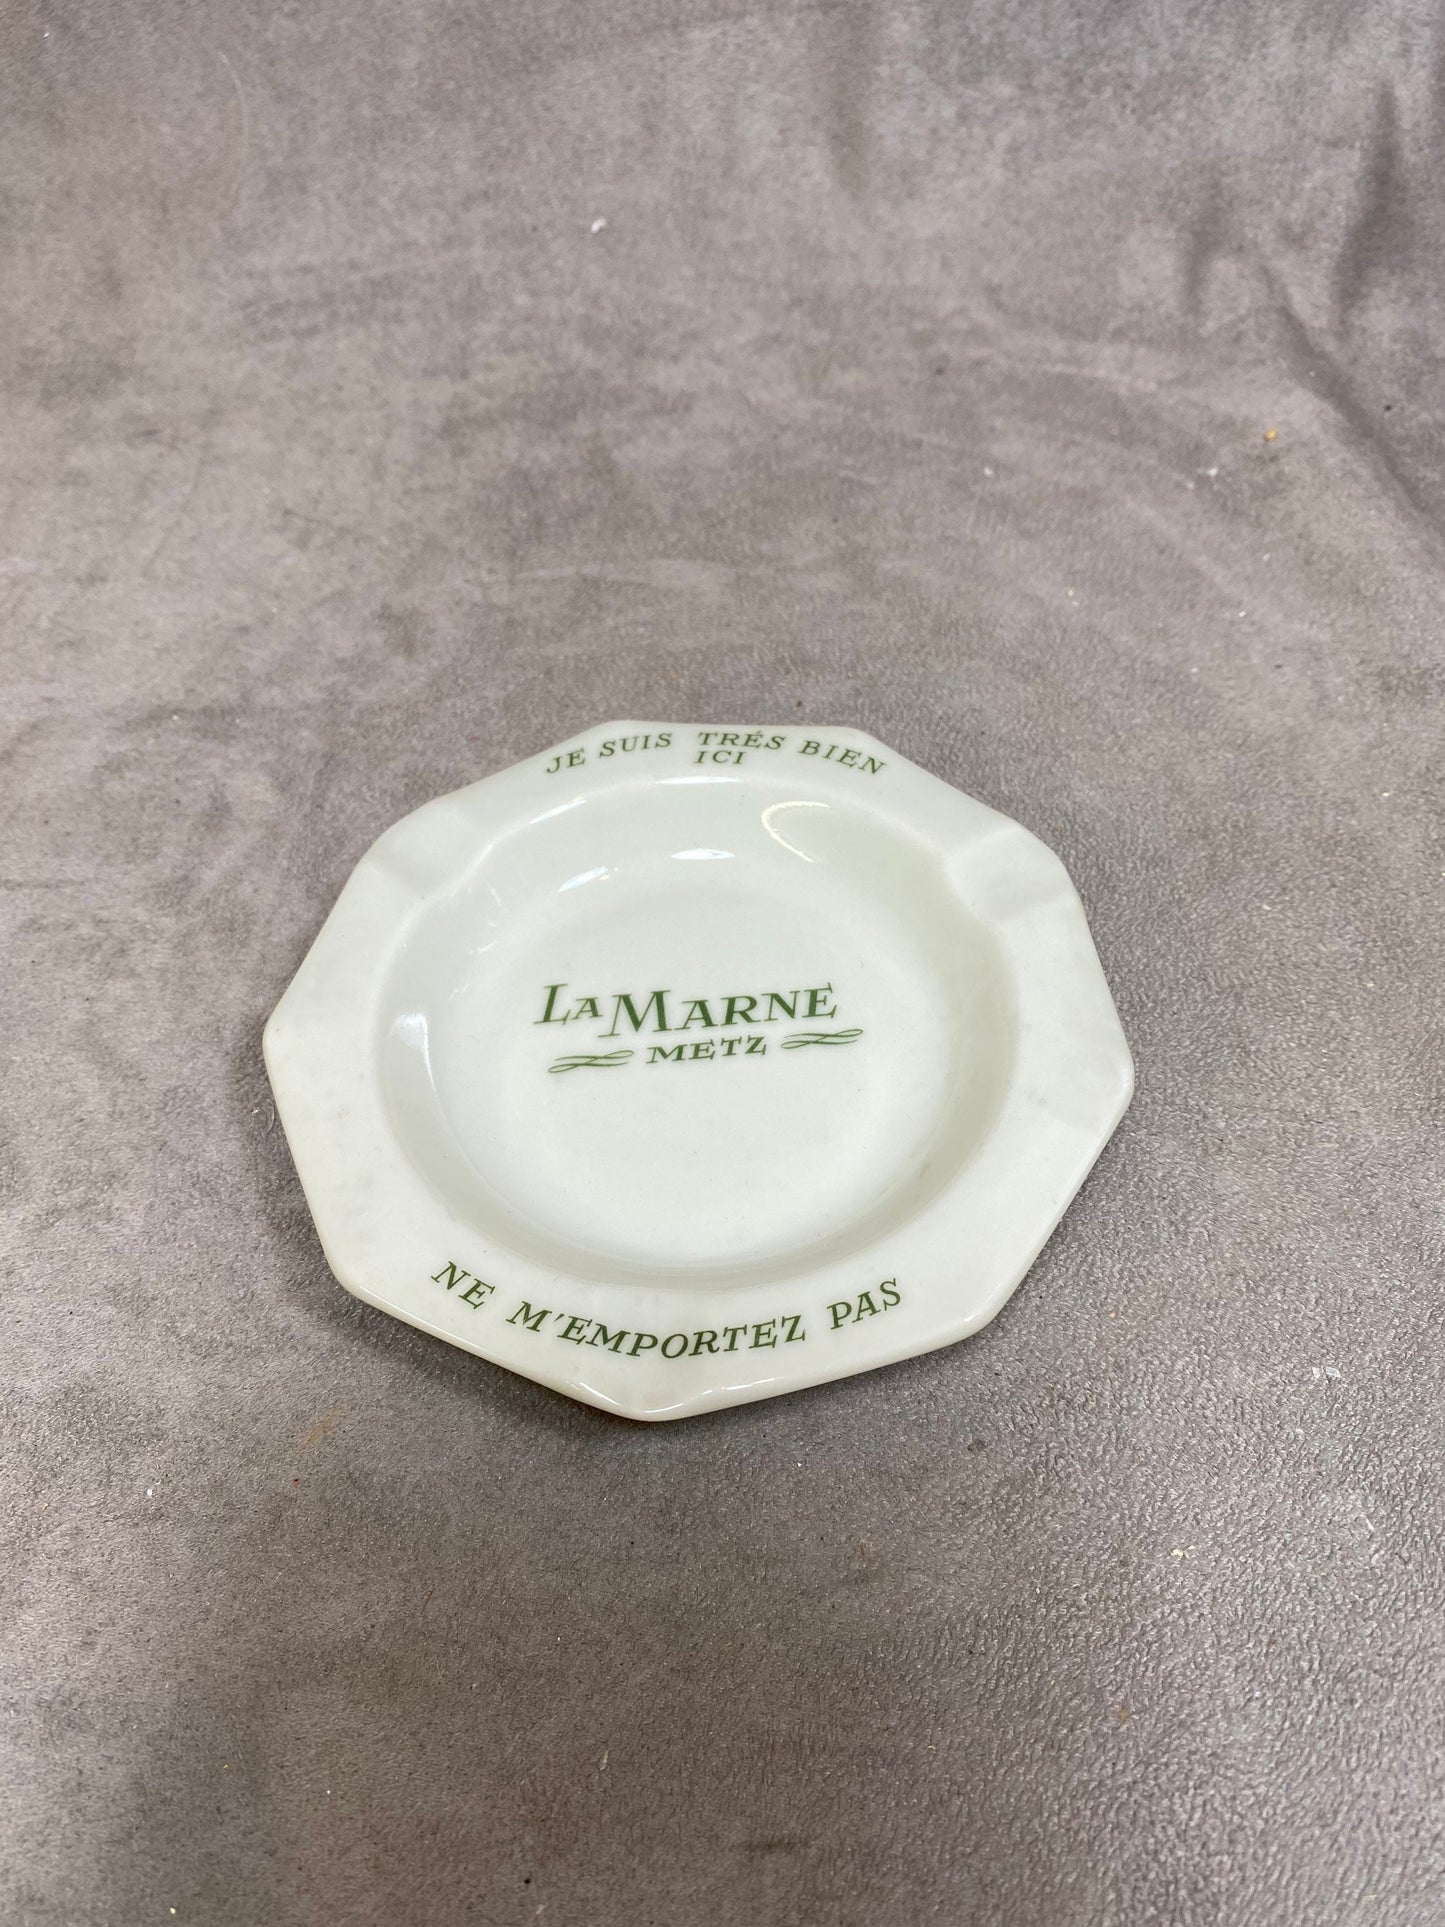 JE SUIS TRÉS BIEN
ICI
LA MARNE
METZ
NE M'EMPORTEZ PAS